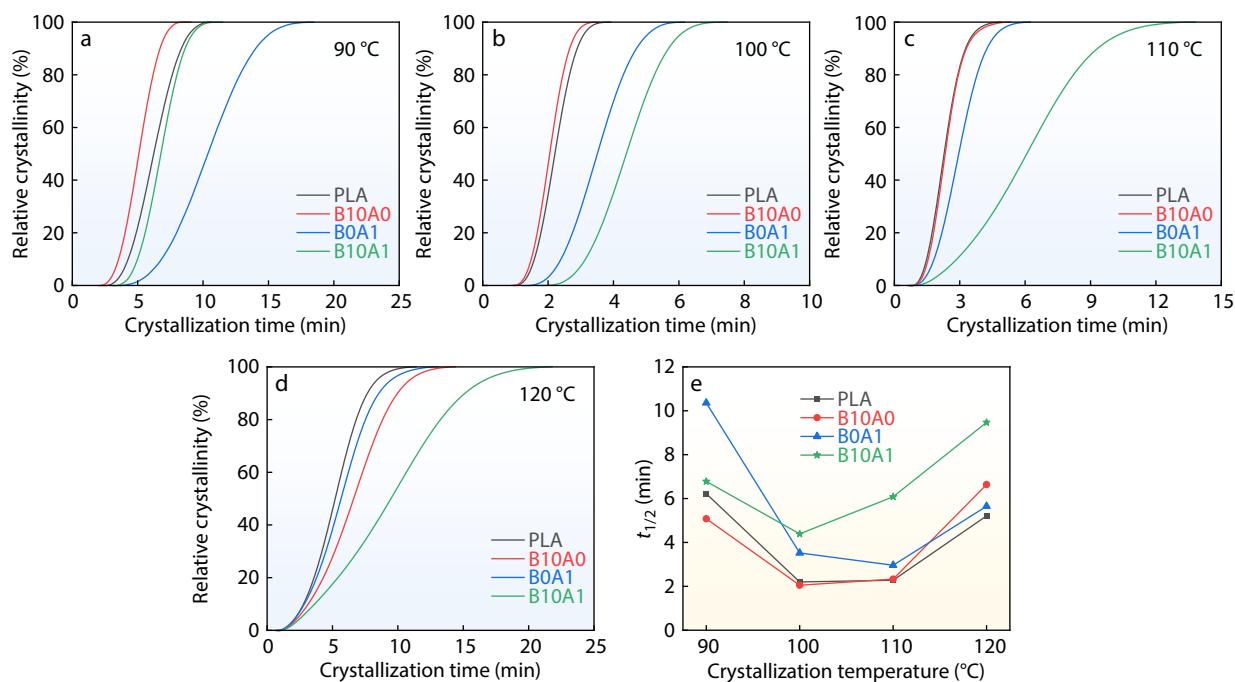 a
90 °C
Relative crystallinity (%)
100
80
60
40
20
0
PLA
B10A0
B0A1
B10A1
0 5 10 15 20 25
Crystallization time (min)
b
100 °C
Relative crystallinity (%)
100
80
60
40
20
0
PLA
B10A0
B0A1
B10A1
0 2 4 6 8 10
Crystallization time (min)
c
110 °C
Relative crystallinity (%)
100
80
60
40
20
0
PLA
B10A0
B0A1
B10A1
0 3 6 9 12 15
Crystallization time (min)
d
120 °C
Relative crystallinity (%)
100
80
60
40
20
0
PLA
B10A0
B0A1
B10A1
0 5 10 15 20 25
Crystallization time (min)
e
t1/2 (min)
12
10
8
6
4
2
0
PLA
B10A0
B0A1
B10A1
90 100 110 120
Crystallization temperature (°C)